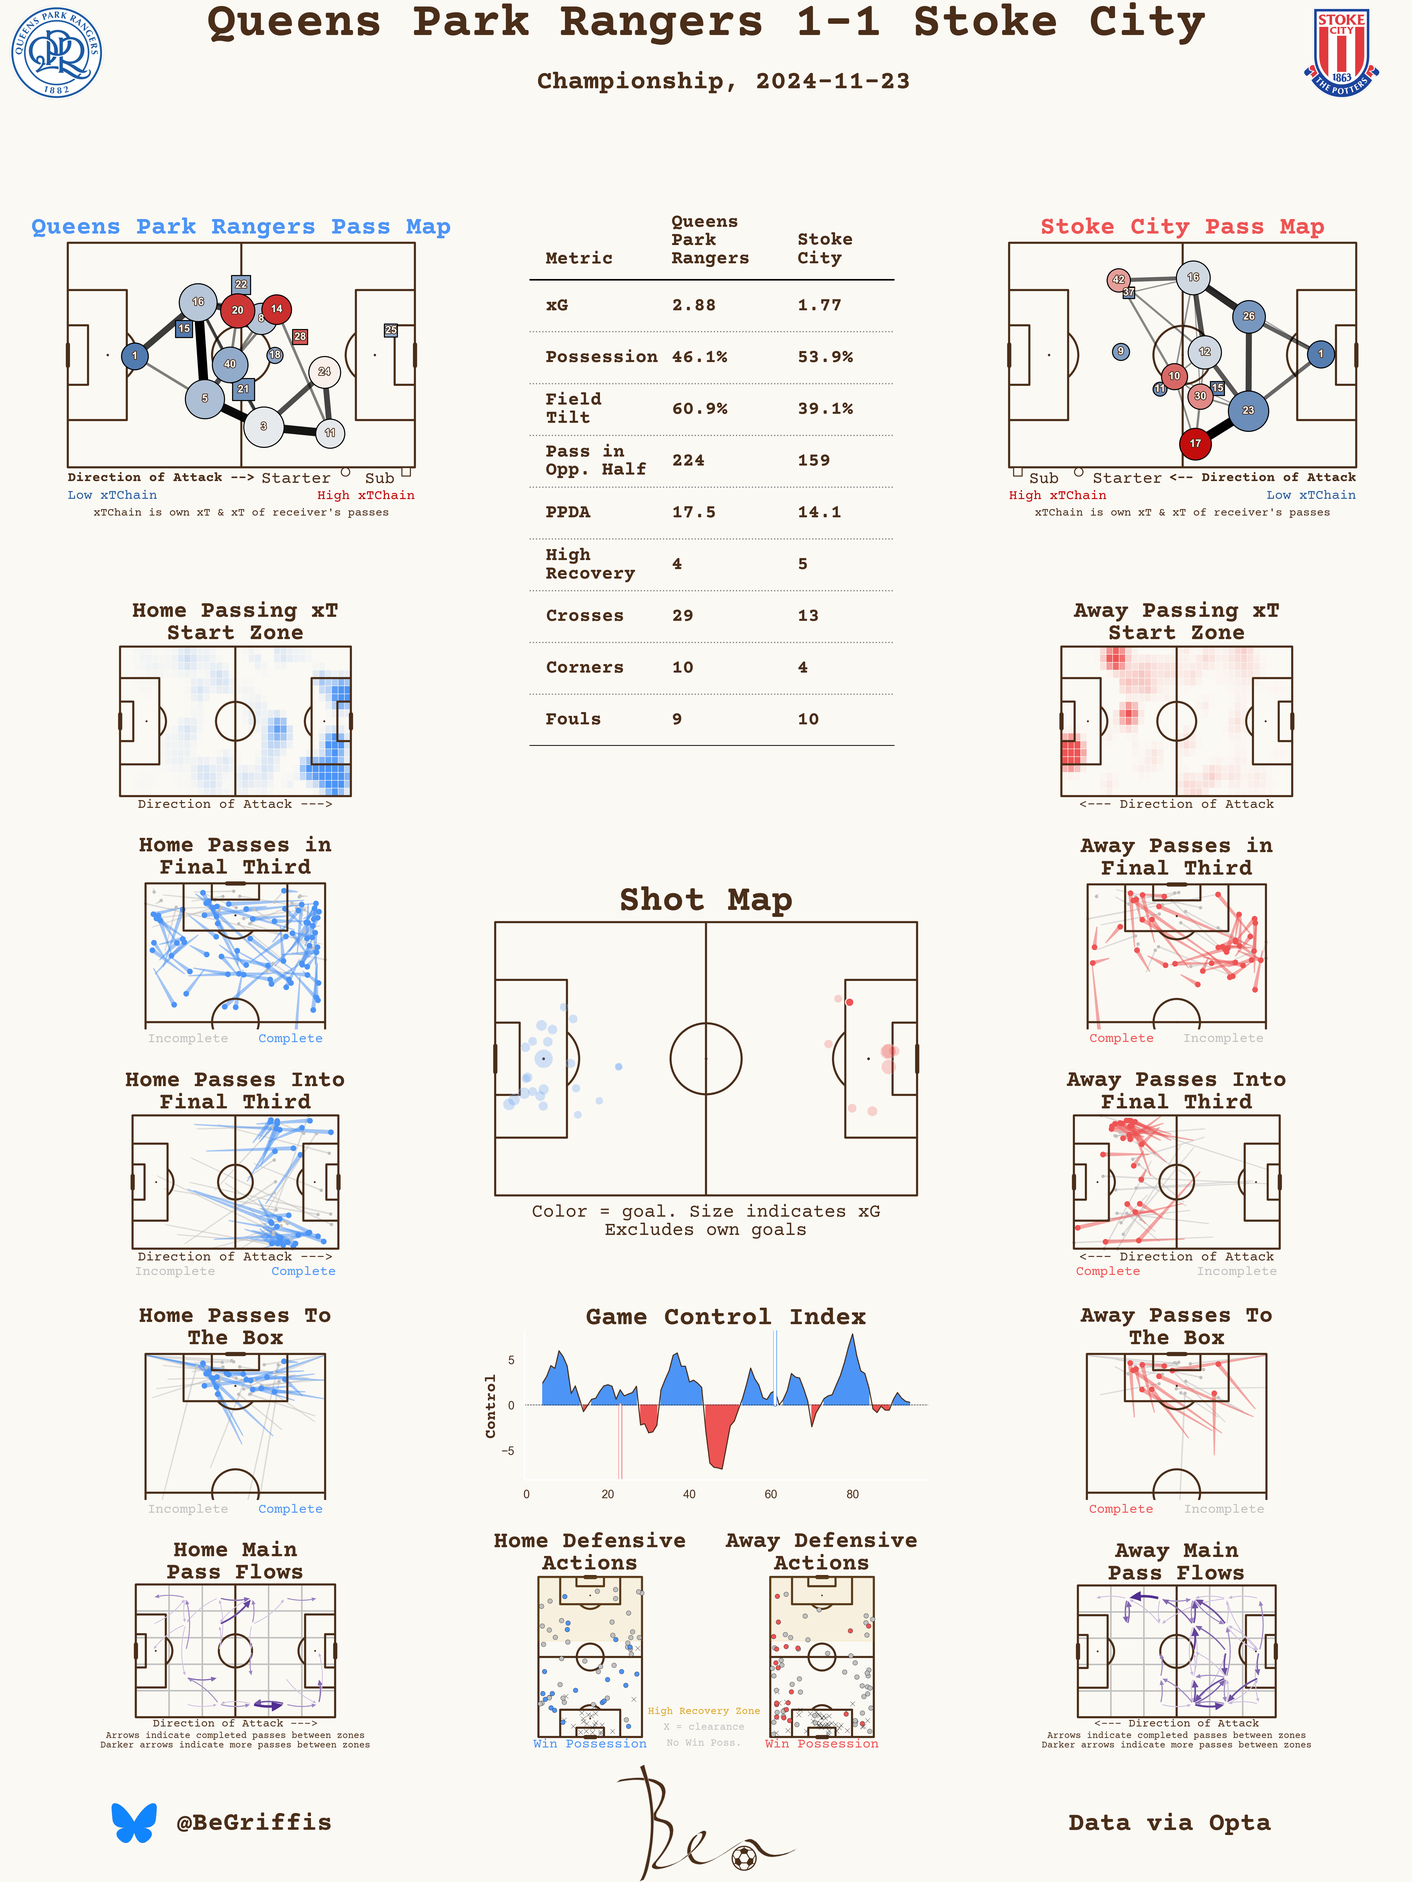 Queens Park Rangers 1-1 Stoke City
Championship, 2024-11-23
QUEENS PARK RANGERS
QPR
1882
STOKE
CITY
1863
THE POTTERS
Queens Park Rangers Pass Map
22
16
20
8
14
15
28
25
1
18
40
24
21
5
3
11
Direction of Attack --> Starter Sub
Low xTChain High xTChain
xTChain is own xT & xT of receiver's passes
Metric Queens Park Rangers Stoke City
xG 2.88 1.77
Possession 46.1% 53.9%
Field Tilt 60.9% 39.1%
Pass in Opp. Half 224 159
PPDA 17.5 14.1
High Recovery 4 5
Crosses 29 13
Corners 10 4
Fouls 9 10
Stoke City Pass Map
42
37
16
26
9
12
1
10
11
15
30
23
17
Sub Starter <-- Direction of Attack
High xTChain Low xTChain
xTChain is own xT & xT of receiver's passes
Home Passing xT
Start Zone
Direction of Attack --->
Away Passing xT
Start Zone
<--- Direction of Attack
Home Passes in
Final Third
Incomplete Complete
Away Passes in
Final Third
Complete Incomplete
Shot Map
Color = goal. Size indicates xG
Excludes own goals
Home Passes Into
Final Third
Direction of Attack --->
Incomplete Complete
Away Passes Into
Final Third
<--- Direction of Attack
Complete Incomplete
Home Passes To
The Box
Incomplete Complete
Game Control Index
Control
5
0
−5
0 20 40 60 80
Away Passes To
The Box
Complete Incomplete
Home Main
Pass Flows
Direction of Attack --->
Arrows indicate completed passes between zones
Darker arrows indicate more passes between zones
Home Defensive
Actions
Win Possession
Away Defensive
Actions
Win Possession
High Recovery Zone
X = clearance
No Win Poss.
Away Main
Pass Flows
<--- Direction of Attack
Arrows indicate completed passes between zones
Darker arrows indicate more passes between zones
@BeGriffis
Ben
Data via Opta